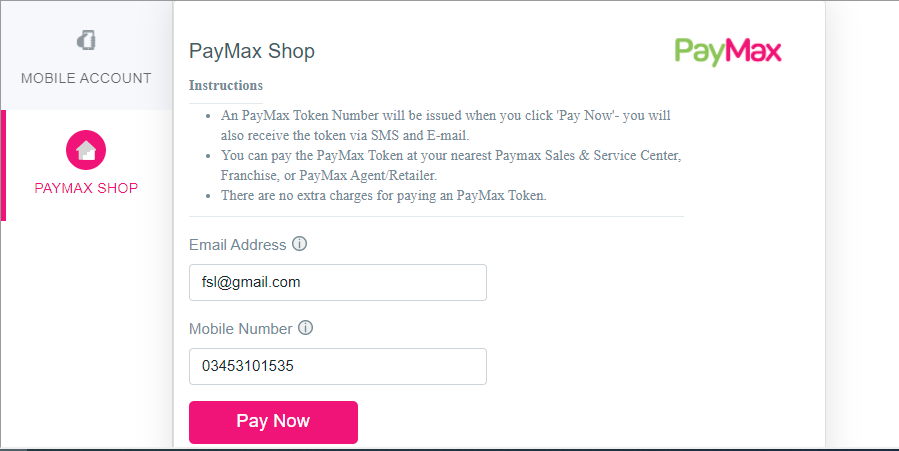 MOBILE ACCOUNT
PAYMAX SHOP
PayMax Shop
PayMax
Instructions
An PayMax Token Number will be issued when you click 'Pay Now'- you will
also receive the token via SMS and E-mail.
You can pay the PayMax Token at your nearest Paymax Sales & Service Center,
Franchise, or PayMax Agent/Retailer.
There are no extra charges for paying an PayMax Token.
Email Address
fsl@gmail.com
Mobile Number
03453101535
Pay Now